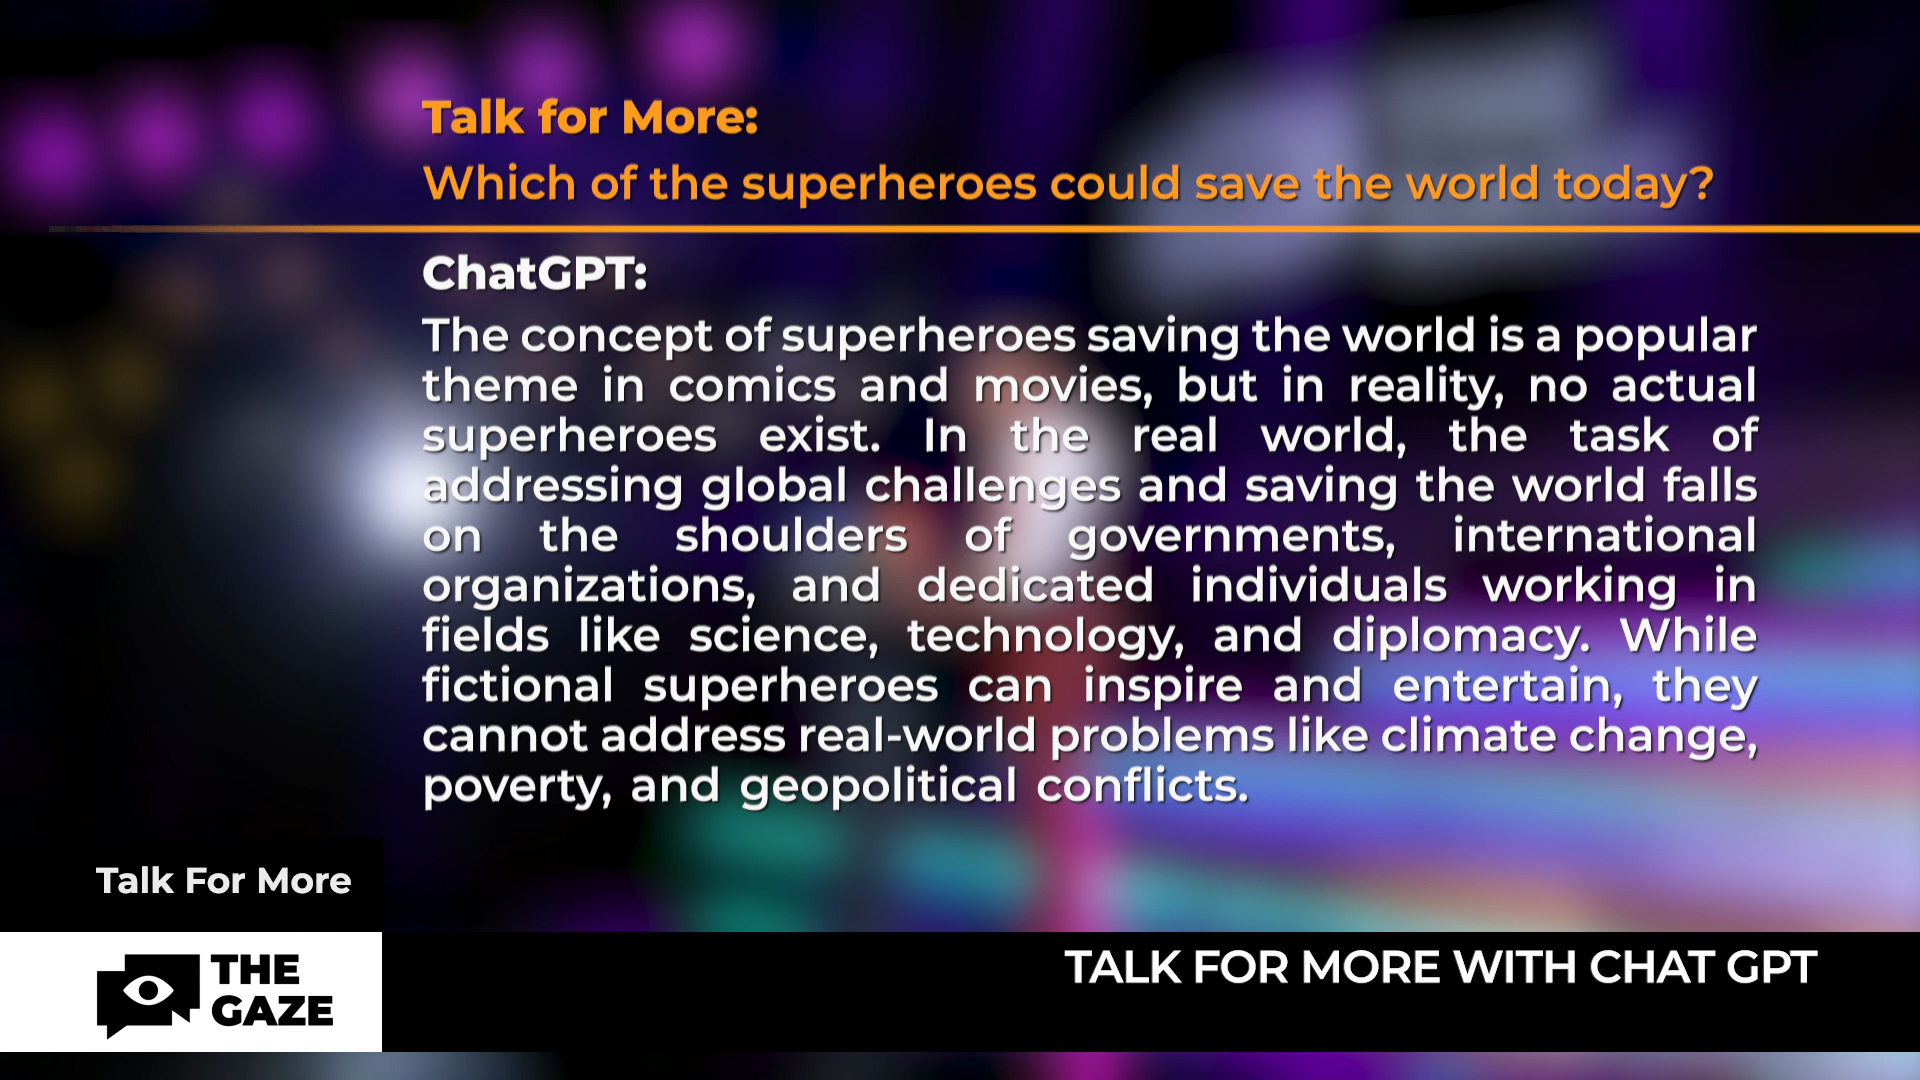 Talk for More:
Which of the superheroes could save the world today?
ChatGPT:
The concept of superheroes saving the world is a popular
theme in comics and movies, but in reality, no actual
superheroes exist. In the real world, the task of
addressing global challenges and saving the world falls
on the shoulders of governments, international
organizations, and dedicated individuals working in
fields like science, technology, and diplomacy. While
fictional superheroes can inspire and entertain, they
cannot address real-world problems like climate change,
poverty, and geopolitical conflicts.
Talk For More
THE
GAZE
TALK FOR MORE WITH CHAT GPT